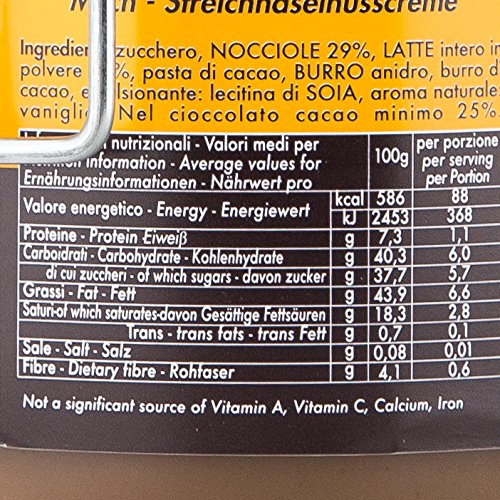 - Streichhaselnusscreme
zucchero, NOCCIOLE 29%, LATTE intero in
polvere %, pasta di cacao, BURRO anidro, burro di
cacao, lecitina di SOIA, aroma naturale:
Nel cioccolato cacao minimo 25%
nutrizionali - Valori medi per
Information - Average values for
Ernährungsinformationen - Nährwert pro
100g
per porzione
per serving
per Portion
Valore energetico - Energy - Energiewert kcal 586 88
kJ 2453 368
Proteine - Protein Eiweiß g 7,3 1,1
Carboidrati - Carbohydrate - Kohlenhydrate g 40,3 6,0
di cui zuccheri - of which sugars - davon zucker g 37,7 5,7
Grassi - Fat - Fett g 43,9 6,6
Saturi-of which saturates-davon Gesättige Fettsäuren g 18,3 2,8
Trans - trans fats - trans Fett g 0,7 0,1
Sale - Salt - Salz g 0,08 0,01
Fibre - Dietary fibre - Rohfaser g 4,1 0,6
Not a significant source of Vitamin A, Vitamin C, Calcium, Iron